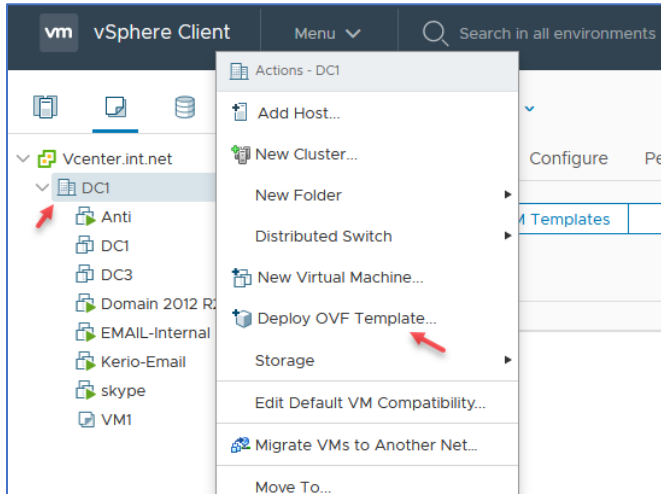 vm vSphere Client Menu Search in all environments
Actions - DC1
Add Host...
New Cluster...
New Folder
Distributed Switch
New Virtual Machine...
Deploy OVF Template...
Storage
Edit Default VM Compatibility...
Migrate VMs to Another Net...
Move To...
Vcenter.int.net
DC1
Anti
DC1
DC3
Domain 2012 R2
EMAIL-Internal
Kerio-Email
skype
VM1
Configure
Templates